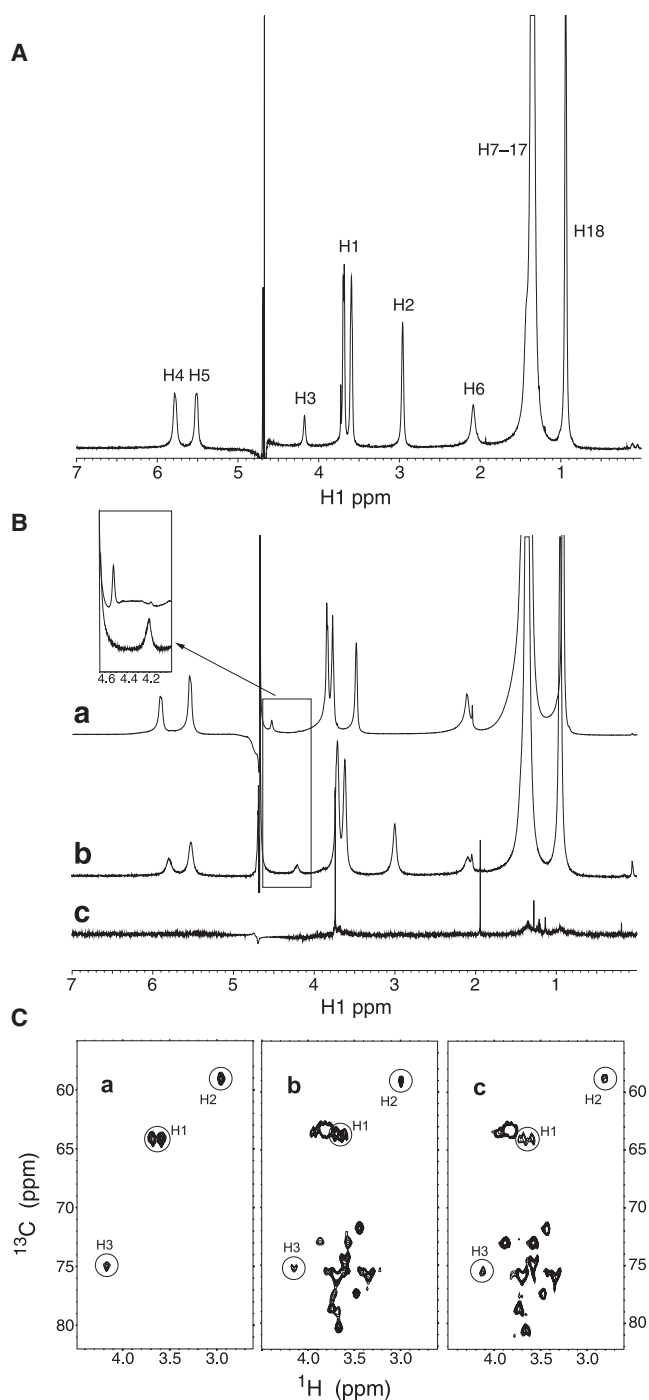 A
H7–17
H18
H1
H2
H4 H5
H3
H6
7 6 5 4 3 2 1
H1 ppm
B
4.6 4.4 4.2
a
b
c
7 6 5 4 3 2 1
H1 ppm
C
a b c
H2 H2 H2
H1 H1 H1
H3 H3 H3
60 65 70 75 80
13C (ppm)
60 65 70 75 80
4.0 3.5 3.0 4.0 3.5 3.0 4.0 3.5 3.0
1H (ppm)